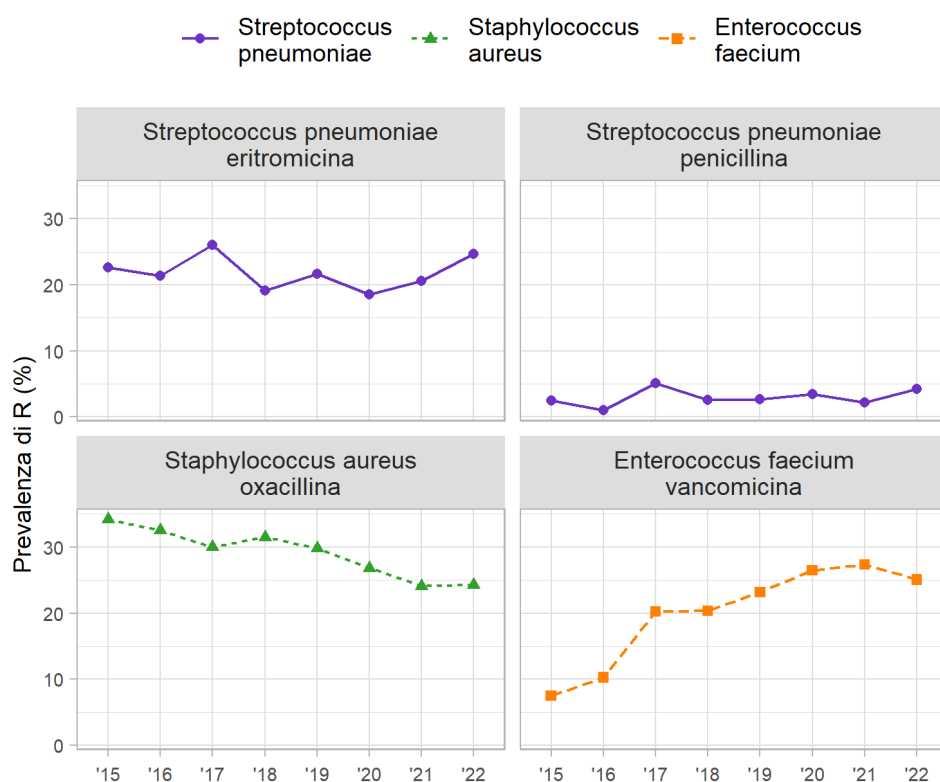 Streptococcus
pneumoniae
Staphylococcus
aureus
Enterococcus
faecium
Streptococcus pneumoniae
eritromicina
Streptococcus pneumoniae
penicillina
30
20
10
0
Prevalenza di R (%)
Staphylococcus aureus
oxacillina
Enterococcus faecium
vancomicina
30
20
10
0
'15 '16 '17 '18 '19 '20 '21 '22
'15 '16 '17 '18 '19 '20 '21 '22